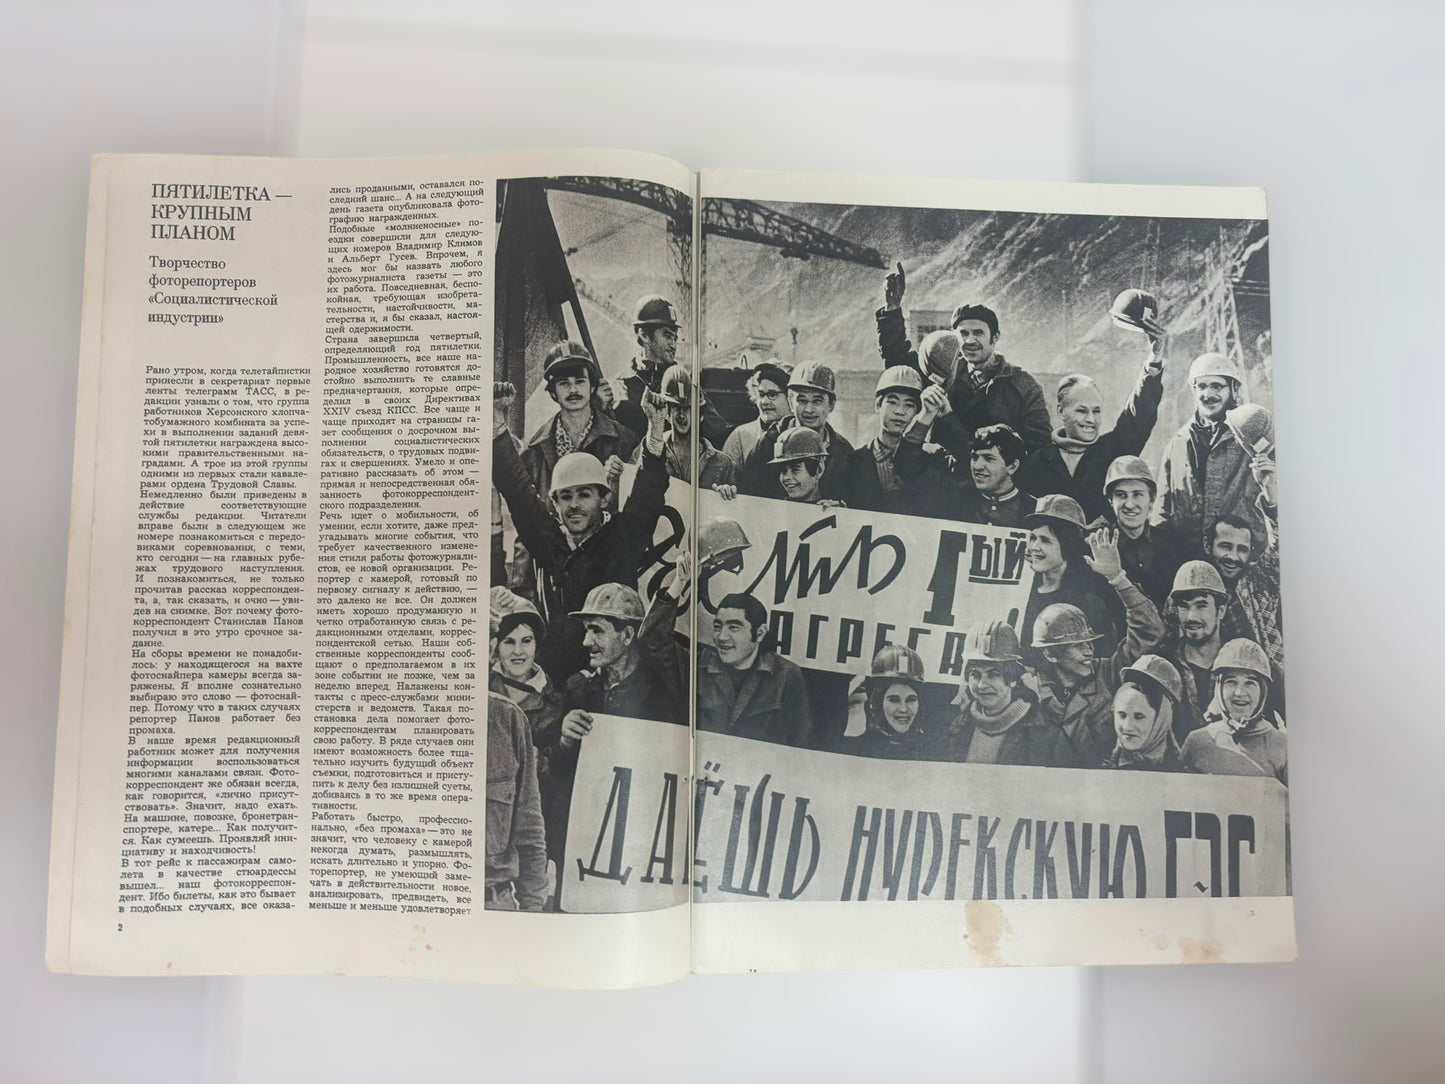 ПЯТИЛЕТКА —
КРУПНЫМ
ПЛАНОМ
Творчество
фоторепортеров
«Социалистической
индустрии»
Рано утром, когда телетайпистки
принесли в секретариат первые
ленты телеграмм ТАСС, в ре-
дакции узнали о том, что группа
работников Херсонского хлопча-
тобумажного комбината за успе-
хи в выполнении заданий девя-
той пятилетки награждена высо-
кими правительственными на-
градами. А трое из этой группы
одними из первых стали кавале-
рами ордена Трудовой Славы.
Немедленно были приведены в
действие соответствующие
службы редакции. Читатели
вправе были в следующем же
номере познакомиться с передо-
виками соревнования, с теми,
кто сегодня — на главных рубе-
жах трудового наступления.
И познакомиться, не только
прочитав рассказ корреспонден-
та, а, так сказать, и очно — уви-
дев на снимке. Вот почему фото-
корреспондент Станислав Панов
получил в это утро срочное за-
дание.
На сборы времени не понадоби-
лось: у находящегося на вахте
фотоснайпера камеры всегда за-
ряжены. Я вполне сознательно
выбираю это слово — фотоснай-
пер. Потому что в таких случаях
репортер Панов работает без
промаха.
В наше время редакционный
работник может для получения
информации воспользоваться
многими каналами связи. Фото-
корреспондент же обязан всегда,
как говорится, «лично присут-
ствовать». Значит, надо ехать.
На машине, повозке, бронетран-
спортере, катере... Как получит-
ся. Как сумеешь. Проявляй ини-
циативу и находчивость!
В тот рейс к пассажирам само-
лета в качестве стюардессы
вышел... наш фотокорреспон-
дент. Ибо билеты, как это бывает
в подобных случаях, все оказа-
лись проданными, оставался по-
следний шанс... А на следующий
день газета опубликовала фото-
графию награжденных.
Подобные «молниеносные» по-
ездки совершили для следую-
щих номеров Владимир Климов
и Альберт Гусев. Впрочем, я
здесь мог бы назвать любого
фотожурналиста газеты — это
их работа. Повседневная, беспо-
койная, требующая изобрета-
тельности, настойчивости, ма-
стерства и, я бы сказал, настоя-
щей одержимости.
Страна завершила четвертый,
определяющий год пятилетки.
Промышленность, все наше на-
родное хозяйство готовятся до-
стойно выполнить те славные
предначертания, которые опре-
делил в своих Директивах
XXIV съезд КПСС. Все чаще и
чаще приходят на страницы га-
зет сообщения о досрочном вы-
полнении социалистических
обязательств, о трудовых подви-
гах и свершениях. Умело и опе-
ративно рассказать об этом —
прямая и непосредственная обя-
занность фотокорреспондент-
ского подразделения.
Речь идет о мобильности, об
умении, если хотите, даже пред-
угадывать многие события, что
требует качественного измене-
ния стиля работы фотожурнали-
стов, ее новой организации. Ре-
портер с камерой, готовый по
первому сигналу к действию, —
это далеко не все. Он должен
иметь хорошо продуманную и
четко отработанную связь с ре-
дакционными отделами, коррес-
пондентской сетью. Наши соб-
ственные корреспонденты сооб-
щают о предполагаемом в их
зоне событии не позже, чем за
неделю вперед. Налажены кон-
такты с пресс-службами мини-
стерств и ведомств. Такая по-
становка дела помогает фото-
корреспондентам планировать
свою работу. В ряде случаев они
имеют возможность более тща-
тельно изучить будущий объект
съемки, подготовиться и присту-
пить к делу без излишней суеты,
добиваясь в то же время опера-
тивности.
Работать быстро, профессио-
нально, «без промаха» — это не
значит, что человеку с камерой
некогда думать, размышлять,
искать длительно и упорно. Фо-
торепортер, не умеющий заме-
чать в действительности новое,
анализировать, предвидеть, все
меньше и меньше удовлетворяет
2
Есть 1ый
АГРЕГА
ДАЁШЬ НУРЕКСКУЮ ГЭС
3